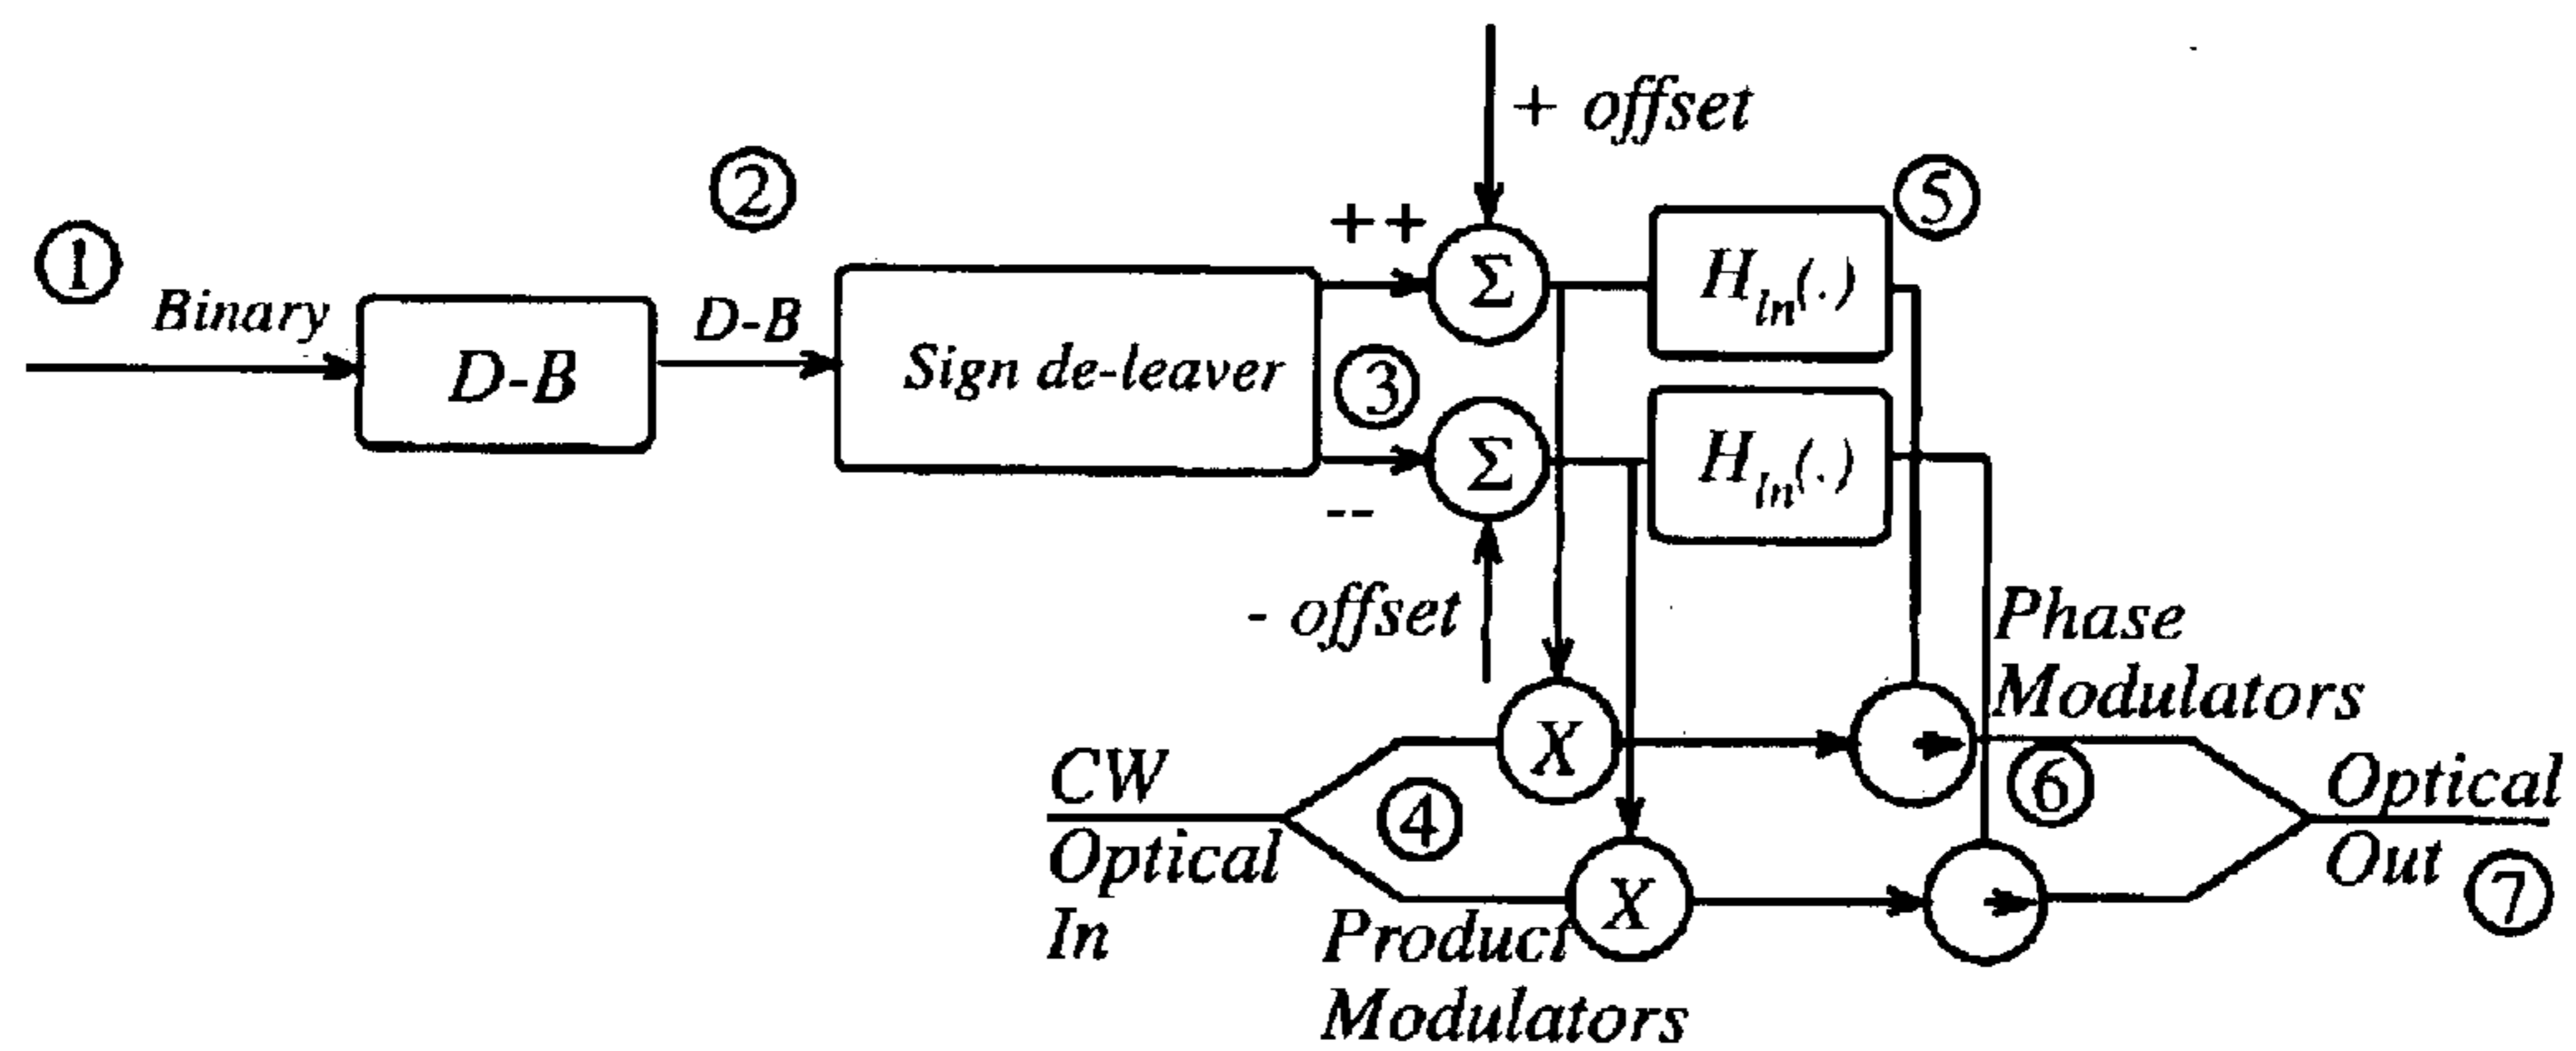 + offset
②
++
⑤
①
Binary
D-B
D-B
Sign de-leaver
Σ
H_ln(.)
③
Σ
H_ln(.)
--
- offset
Phase
Modulators
CW
Optical
In
④
X
X
Product
Modulators
⑥
Optical
Out
⑦